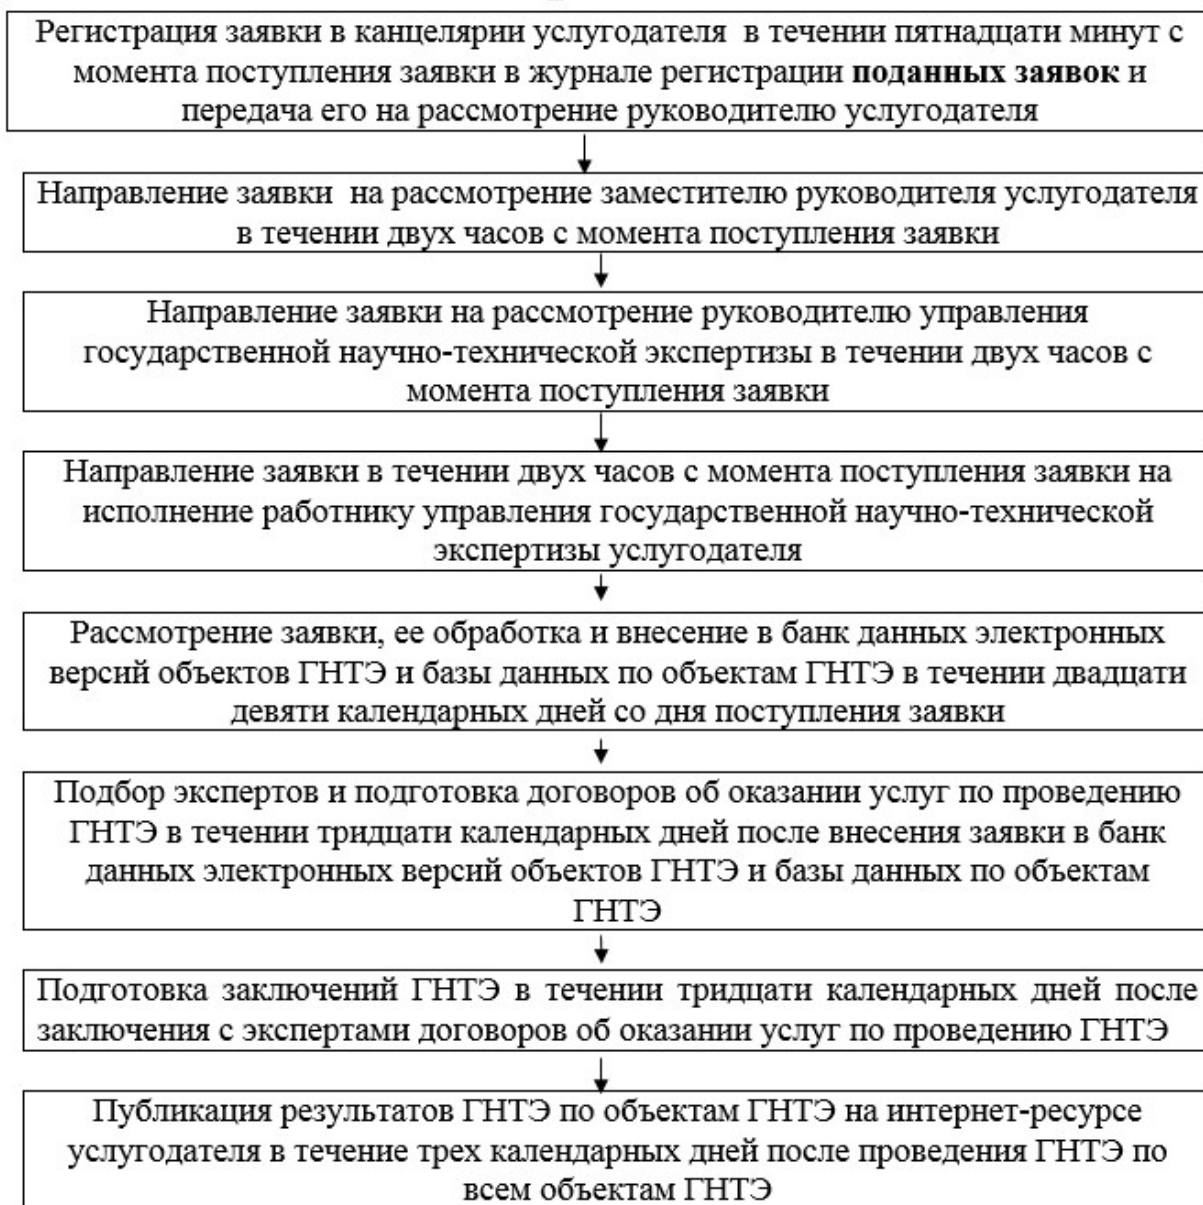 Регистрация заявки в канцелярии услугодателя в течении пятнадцати минут с
момента поступления заявки в журнале регистрации поданных заявок и
передача его на рассмотрение руководителю услугодателя
Направление заявки на рассмотрение заместителю руководителя услугодателя
в течении двух часов с момента поступления заявки
Направление заявки на рассмотрение руководителю управления
государственной научно-технической экспертизы в течении двух часов с
момента поступления заявки
Направление заявки в течении двух часов с момента поступления заявки на
исполнение работнику управления государственной научно-технической
экспертизы услугодателя
Рассмотрение заявки, ее обработка и внесение в банк данных электронных
версий объектов ГНТЭ и базы данных по объектам ГНТЭ в течении двадцати
девяти календарных дней со дня поступления заявки
Подбор экспертов и подготовка договоров об оказании услуг по проведению
ГНТЭ в течении тридцати календарных дней после внесения заявки в банк
данных электронных версий объектов ГНТЭ и базы данных по объектам
ГНТЭ
Подготовка заключений ГНТЭ в течении тридцати календарных дней после
заключения с экспертами договоров об оказании услуг по проведению ГНТЭ
Публикация результатов ГНТЭ по объектам ГНТЭ на интернет-ресурсе
услугодателя в течение трех календарных дней после проведения ГНТЭ по
всем объектам ГНТЭ